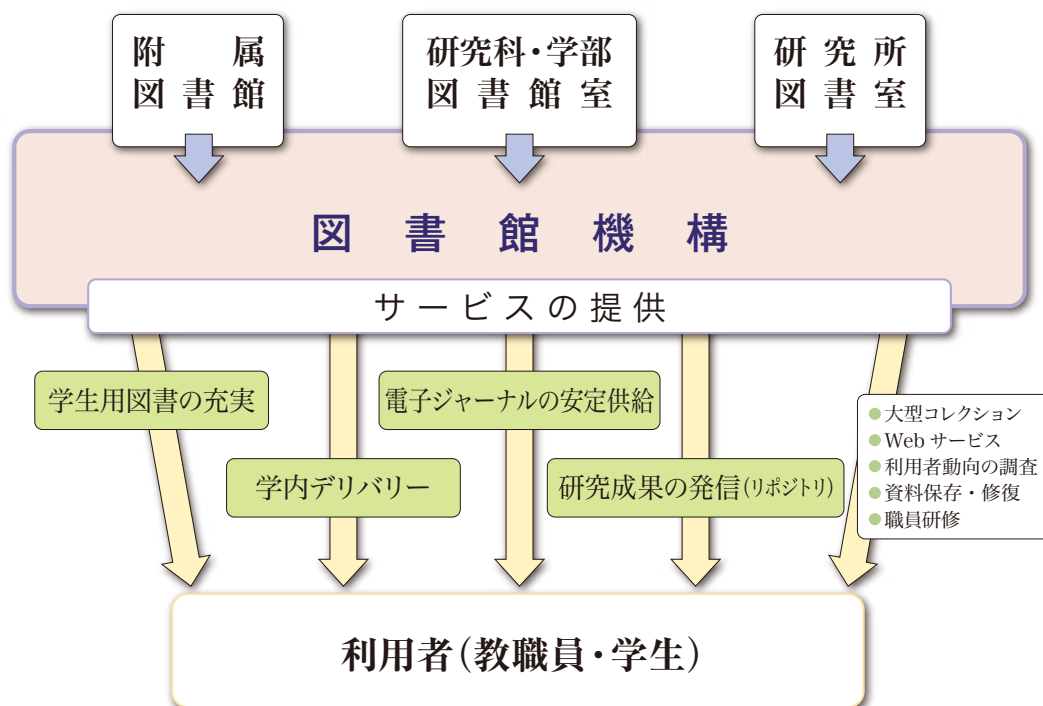 附属
図書館
研究科・学部
図書館室
研究所
図書室
図書館機構
サービスの提供
学生用図書の充実
電子ジャーナルの安定供給
学内デリバリー
研究成果の発信(リポジトリ)
●大型コレクション
●Web サービス
●利用者動向の調査
●資料保存・修復
●職員研修
利用者(教職員・学生)